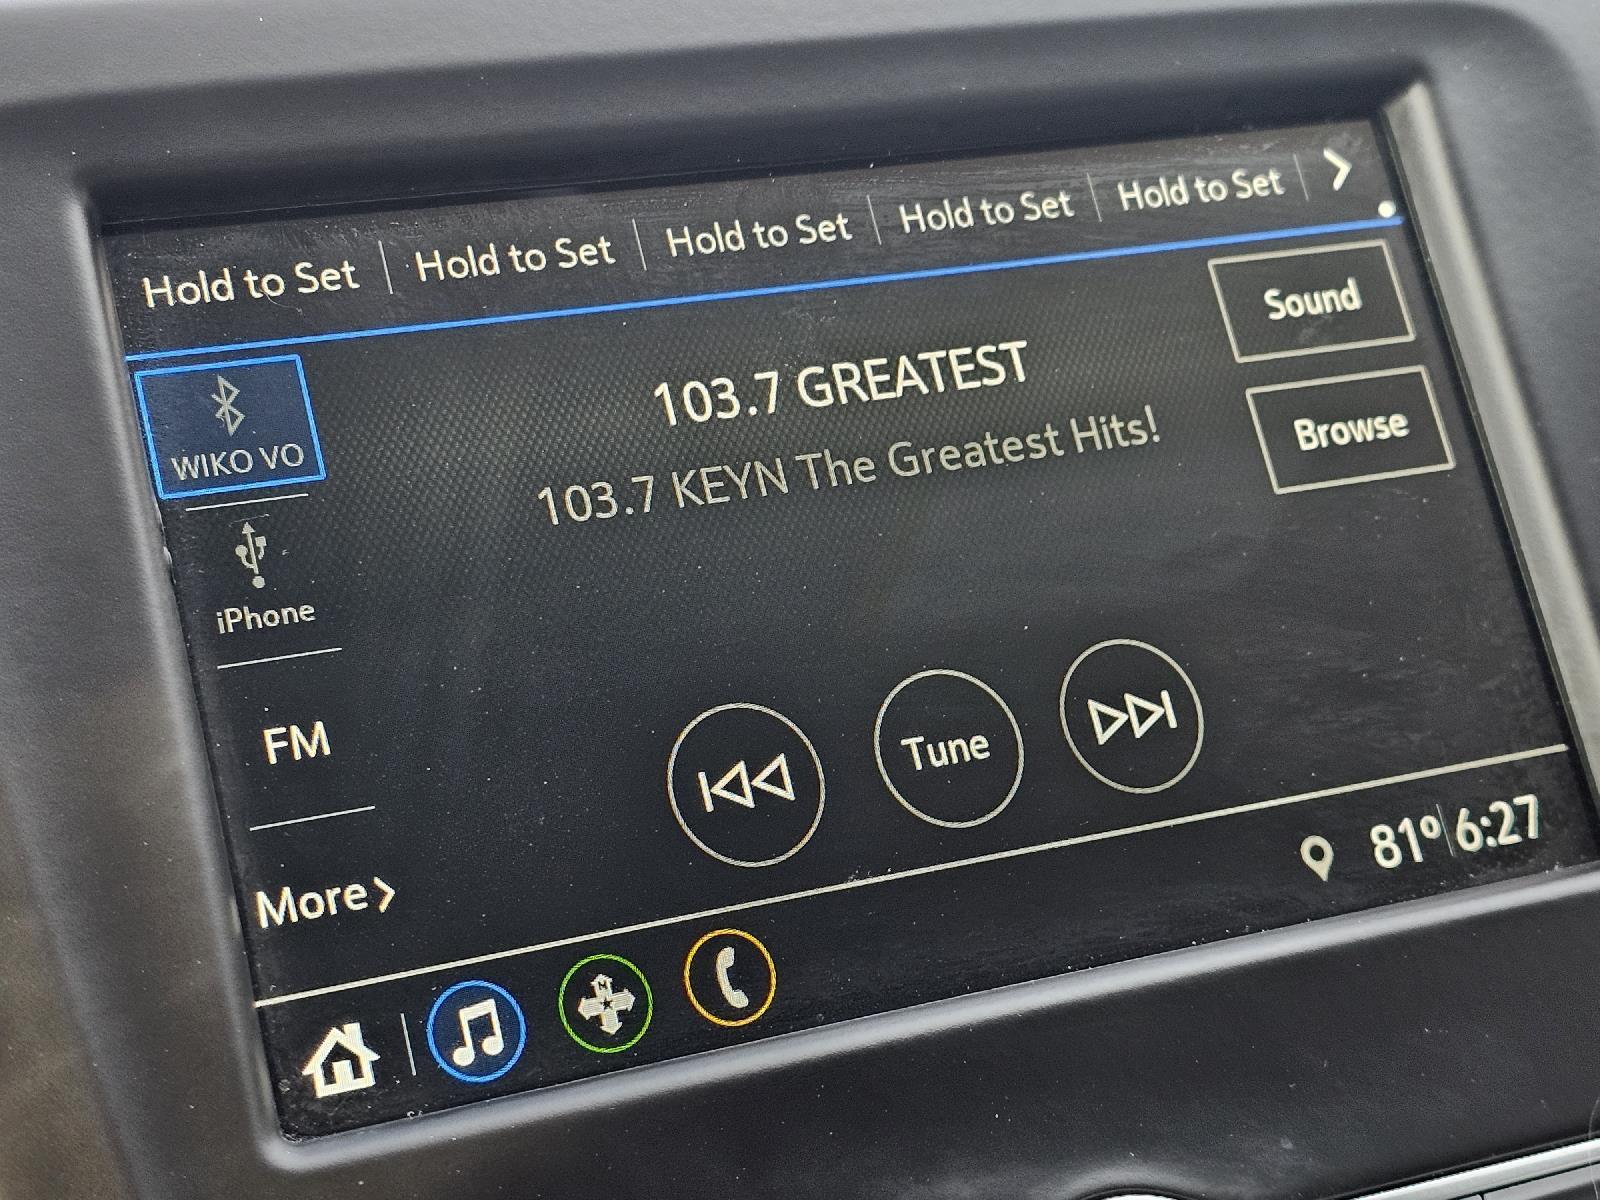 Hold to Set Hold to Set Hold to Set Hold to Set Hold to Set
Sound
103.7 GREATEST
WIKO VO
103.7 KEYN The Greatest Hits!
Browse
iPhone
FM
Tune
More
81° 6:27